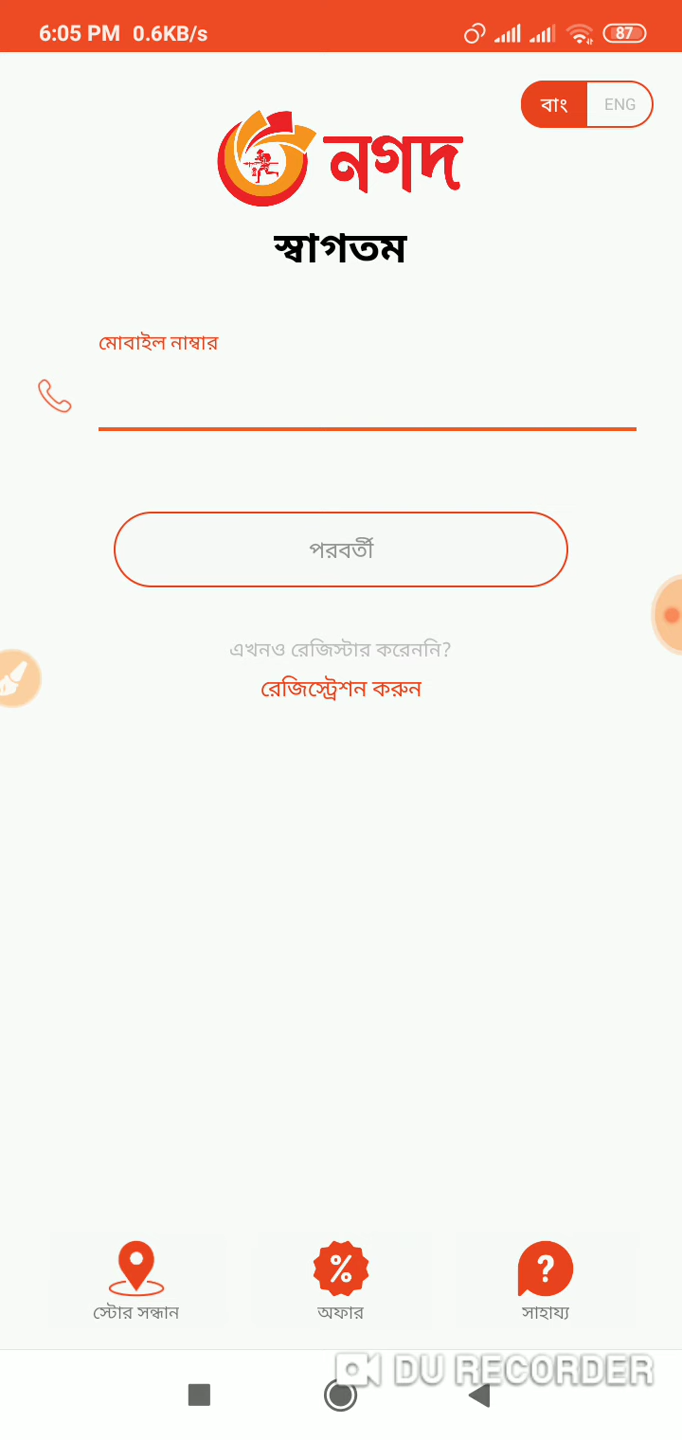 6:05 PM 0.6KB/s
87
বাং ENG
নগদ
স্বাগতম
মোবাইল নাম্বার
পরবর্তী
এখনও রেজিস্টার করেননি?
রেজিস্ট্রেশন করুন
%
?
স্টোর সন্ধান
অফার
সাহায্য
DU RECORDER